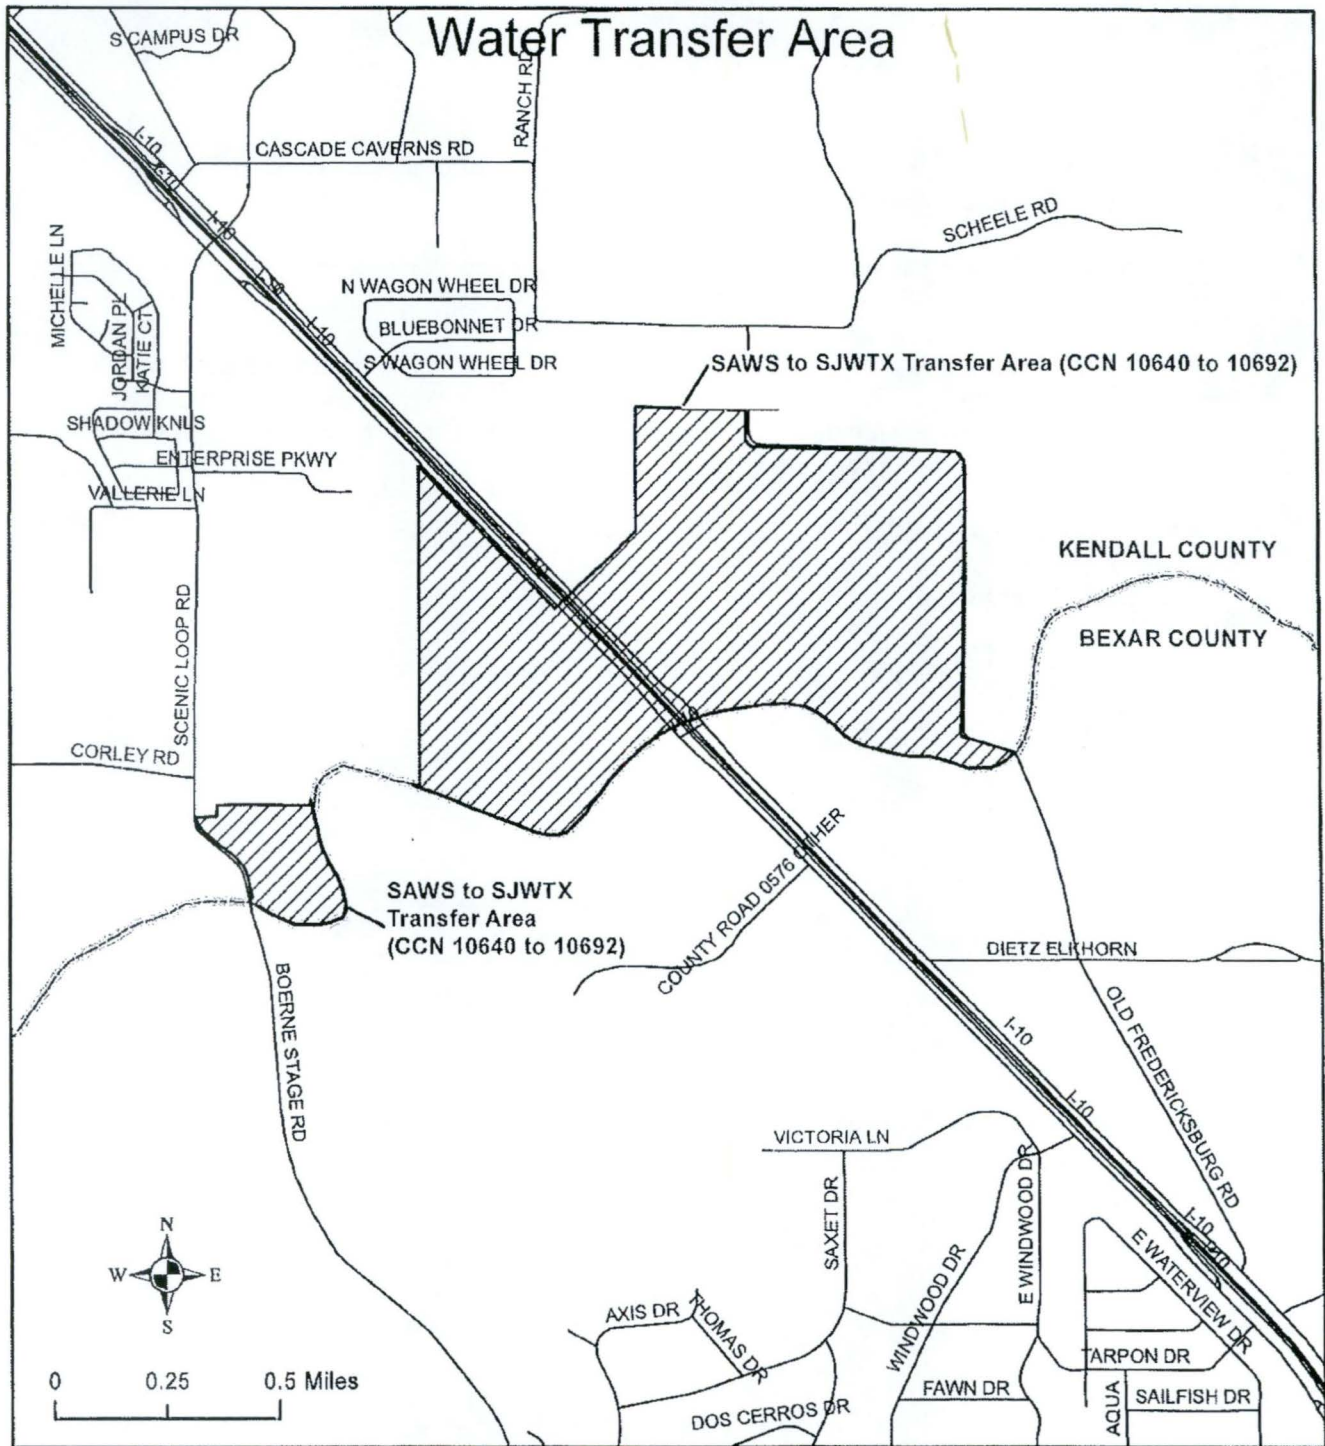 Water Transfer Area
S CAMPUS DR
RANCH RD
I-10
CASCADE CAVERNS RD
I-10
I-10
SCHEELE RD
MICHELLE LN
N WAGON WHEEL DR
I-10
JORDAN PL
KATIE CT
BLUEBONNET DR
S WAGON WHEEL DR
SAWS to SJWTX Transfer Area (CCN 10640 to 10692)
SHADOW KNLS
ENTERPRISE PKWY
VALLERIE LN
KENDALL COUNTY
BEXAR COUNTY
SCENIC LOOP RD
CORLEY RD
COUNTY ROAD 0576 OTHER
SAWS to SJWTX
Transfer Area
(CCN 10640 to 10692)
DIETZ ELKHORN
BOERNE STAGE RD
OLD FREDERICKSBURG RD
I-10
I-10
VICTORIA LN
SAXET DR
E WINDWOOD DR
I-10
N
W E
S
WINDWOOD DR
E WATERVIEW DR
AXIS DR
THOMAS DR
TARPON DR
0 0.25 0.5 Miles
FAWN DR
AQUA
SAILFISH DR
DOS CERROS DR